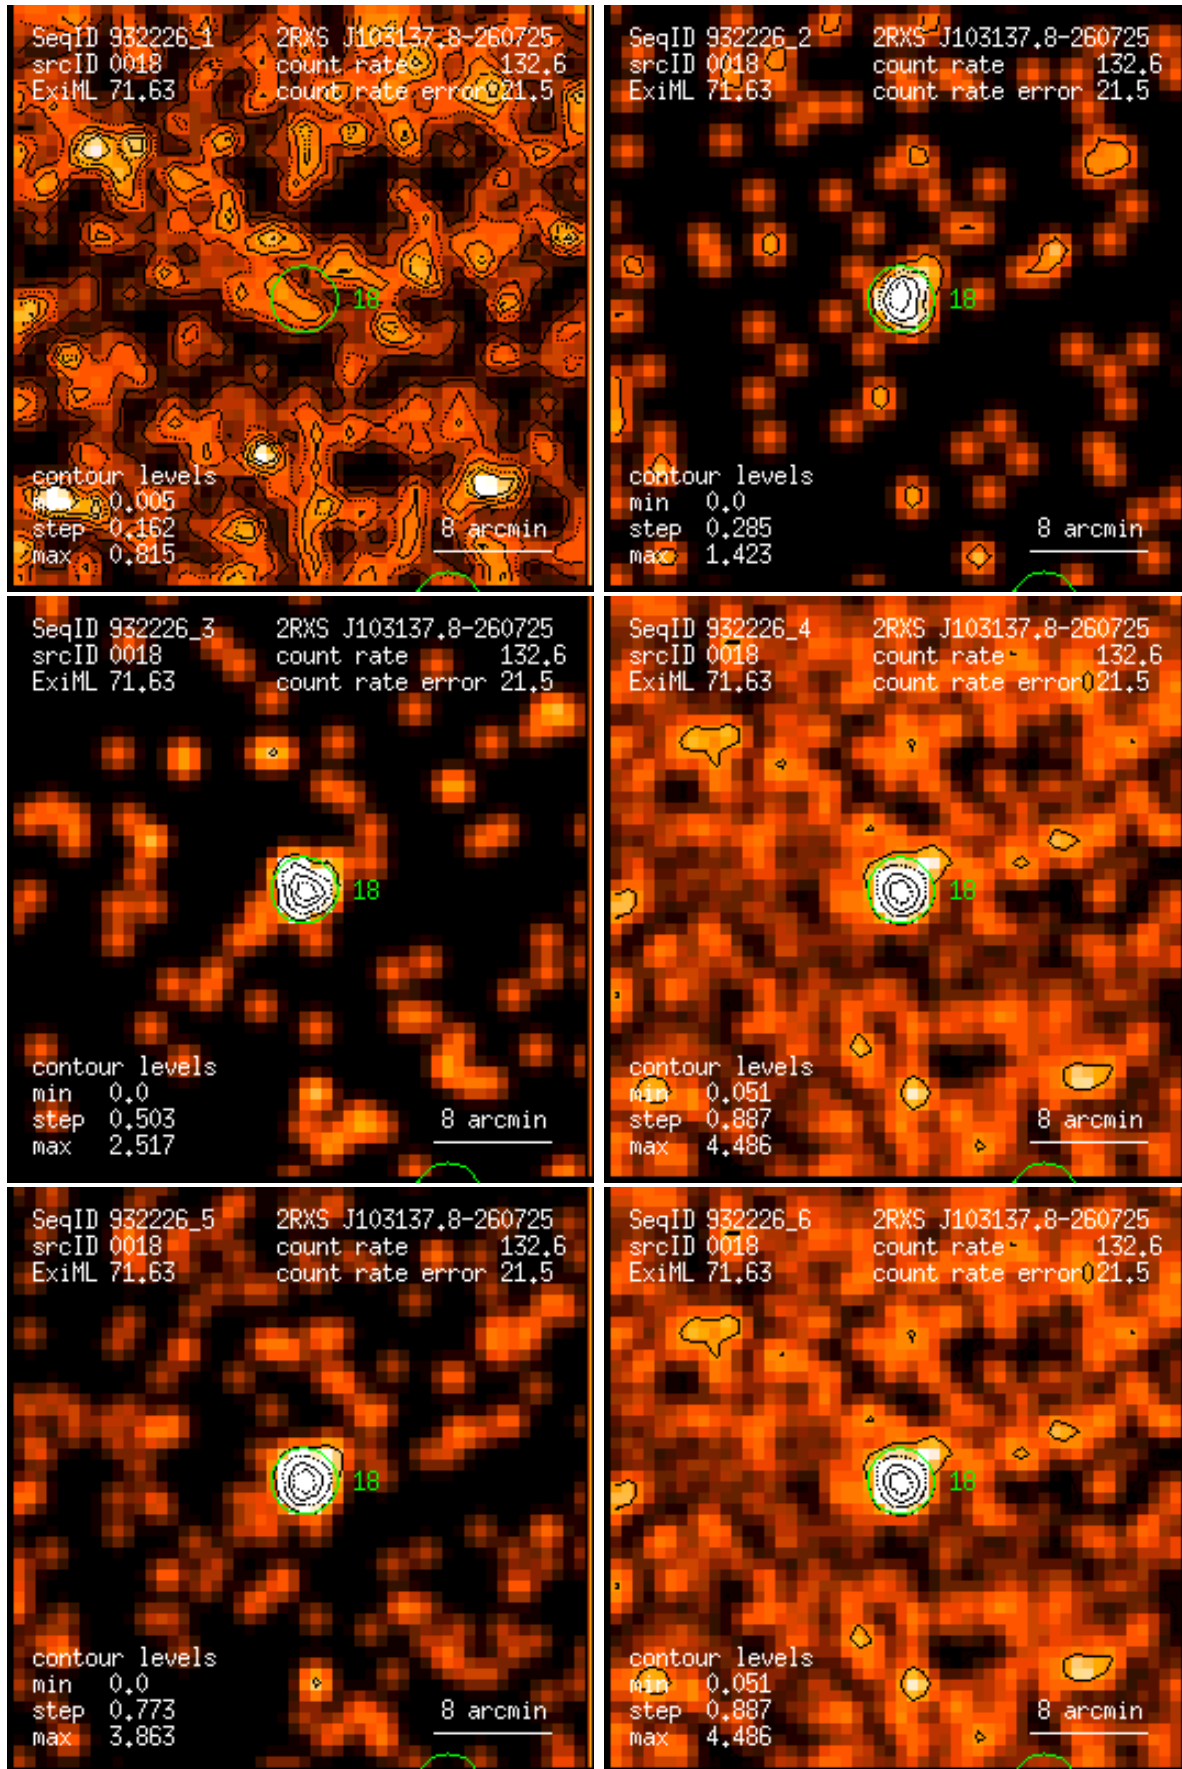 SeqID 932226_1 2RXS J103137.8-260725
srcID 0018 count rate 132.6
ExiML 71.63 count rate error 21.5
18
contour levels
min 0.005
step 0.162 8 arcmin
max 0.815
SeqID 932226_2 2RXS J103137.8-260725
srcID 0018 count rate 132.6
ExiML 71.63 count rate error 21.5
18
contour levels
min 0.0
step 0.285 8 arcmin
max 1.423
SeqID 932226_3 2RXS J103137.8-260725
srcID 0018 count rate 132.6
ExiML 71.63 count rate error 21.5
18
contour levels
min 0.0
step 0.503 8 arcmin
max 2.517
SeqID 932226_4 2RXS J103137.8-260725
srcID 0018 count rate 132.6
ExiML 71.63 count rate error 21.5
18
contour levels
min 0.051
step 0.887 8 arcmin
max 4.486
SeqID 932226_5 2RXS J103137.8-260725
srcID 0018 count rate 132.6
ExiML 71.63 count rate error 21.5
18
contour levels
min 0.0
step 0.773 8 arcmin
max 3.863
SeqID 932226_6 2RXS J103137.8-260725
srcID 0018 count rate 132.6
ExiML 71.63 count rate error 21.5
18
contour levels
min 0.051
step 0.887 8 arcmin
max 4.486